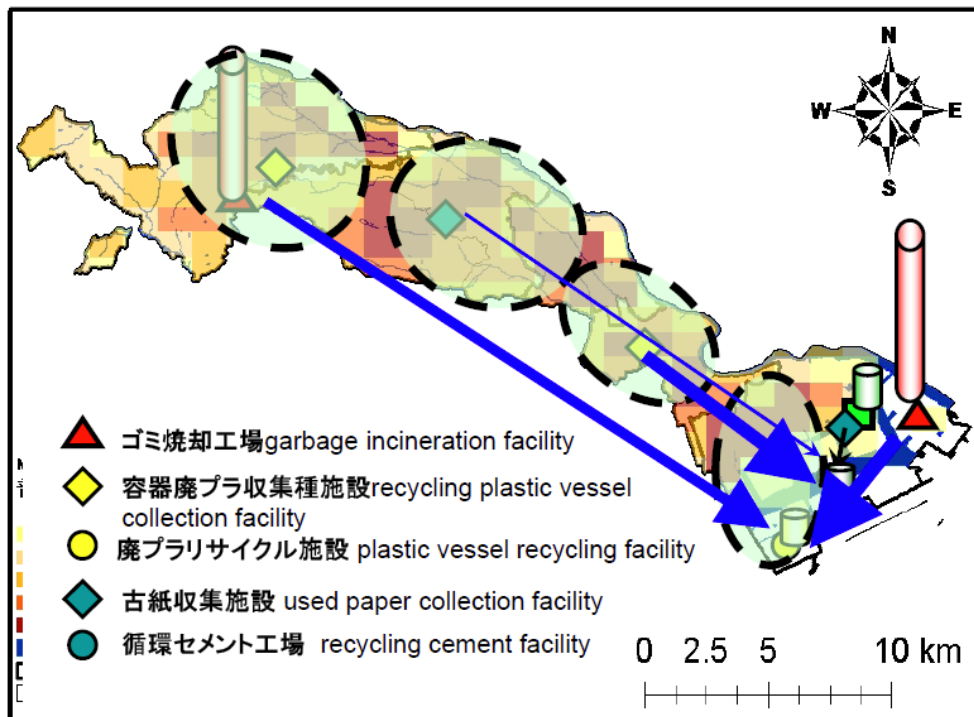 N
W E
S
ゴミ焼却工場garbage incineration facility
容器廃プラ収集種施設recycling plastic vessel
collection facility
廃プラリサイクル施設 plastic vessel recycling facility
古紙収集施設 used paper collection facility
循環セメント工場 recycling cement facility
0 2.5 5 10 km